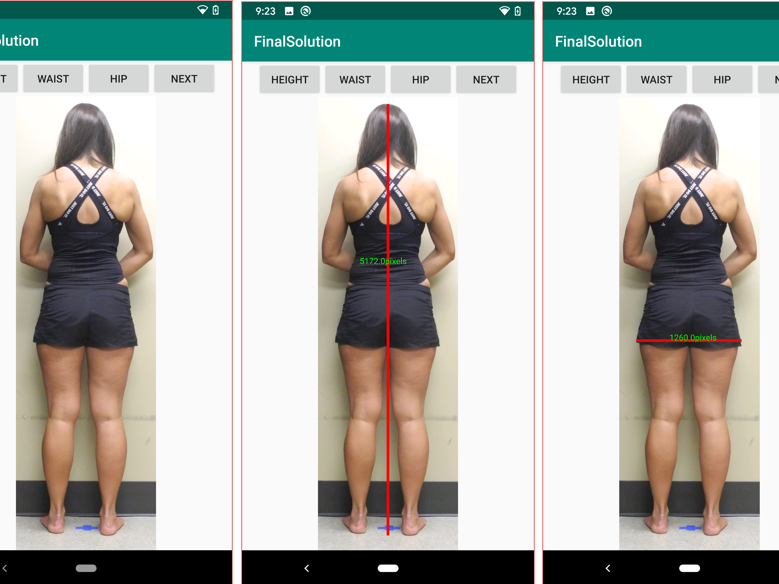 lution
T WAIST HIP NEXT
9:23
FinalSolution
HEIGHT WAIST HIP NEXT
5172.0pixels
9:23
FinalSolution
HEIGHT WAIST HIP N
1260.0pixels